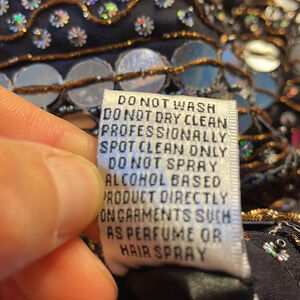 DO NOT WASH
DO NOT DRY CLEAN
PROFESSIONALLY
SPOT CLEAN ONLY
DO NOT SPRAY
ALCOHOL BASED
PRODUCT DIRECTLY
ON GARMENTS SUCH
AS PERFUME OR
HAIR SPRAY